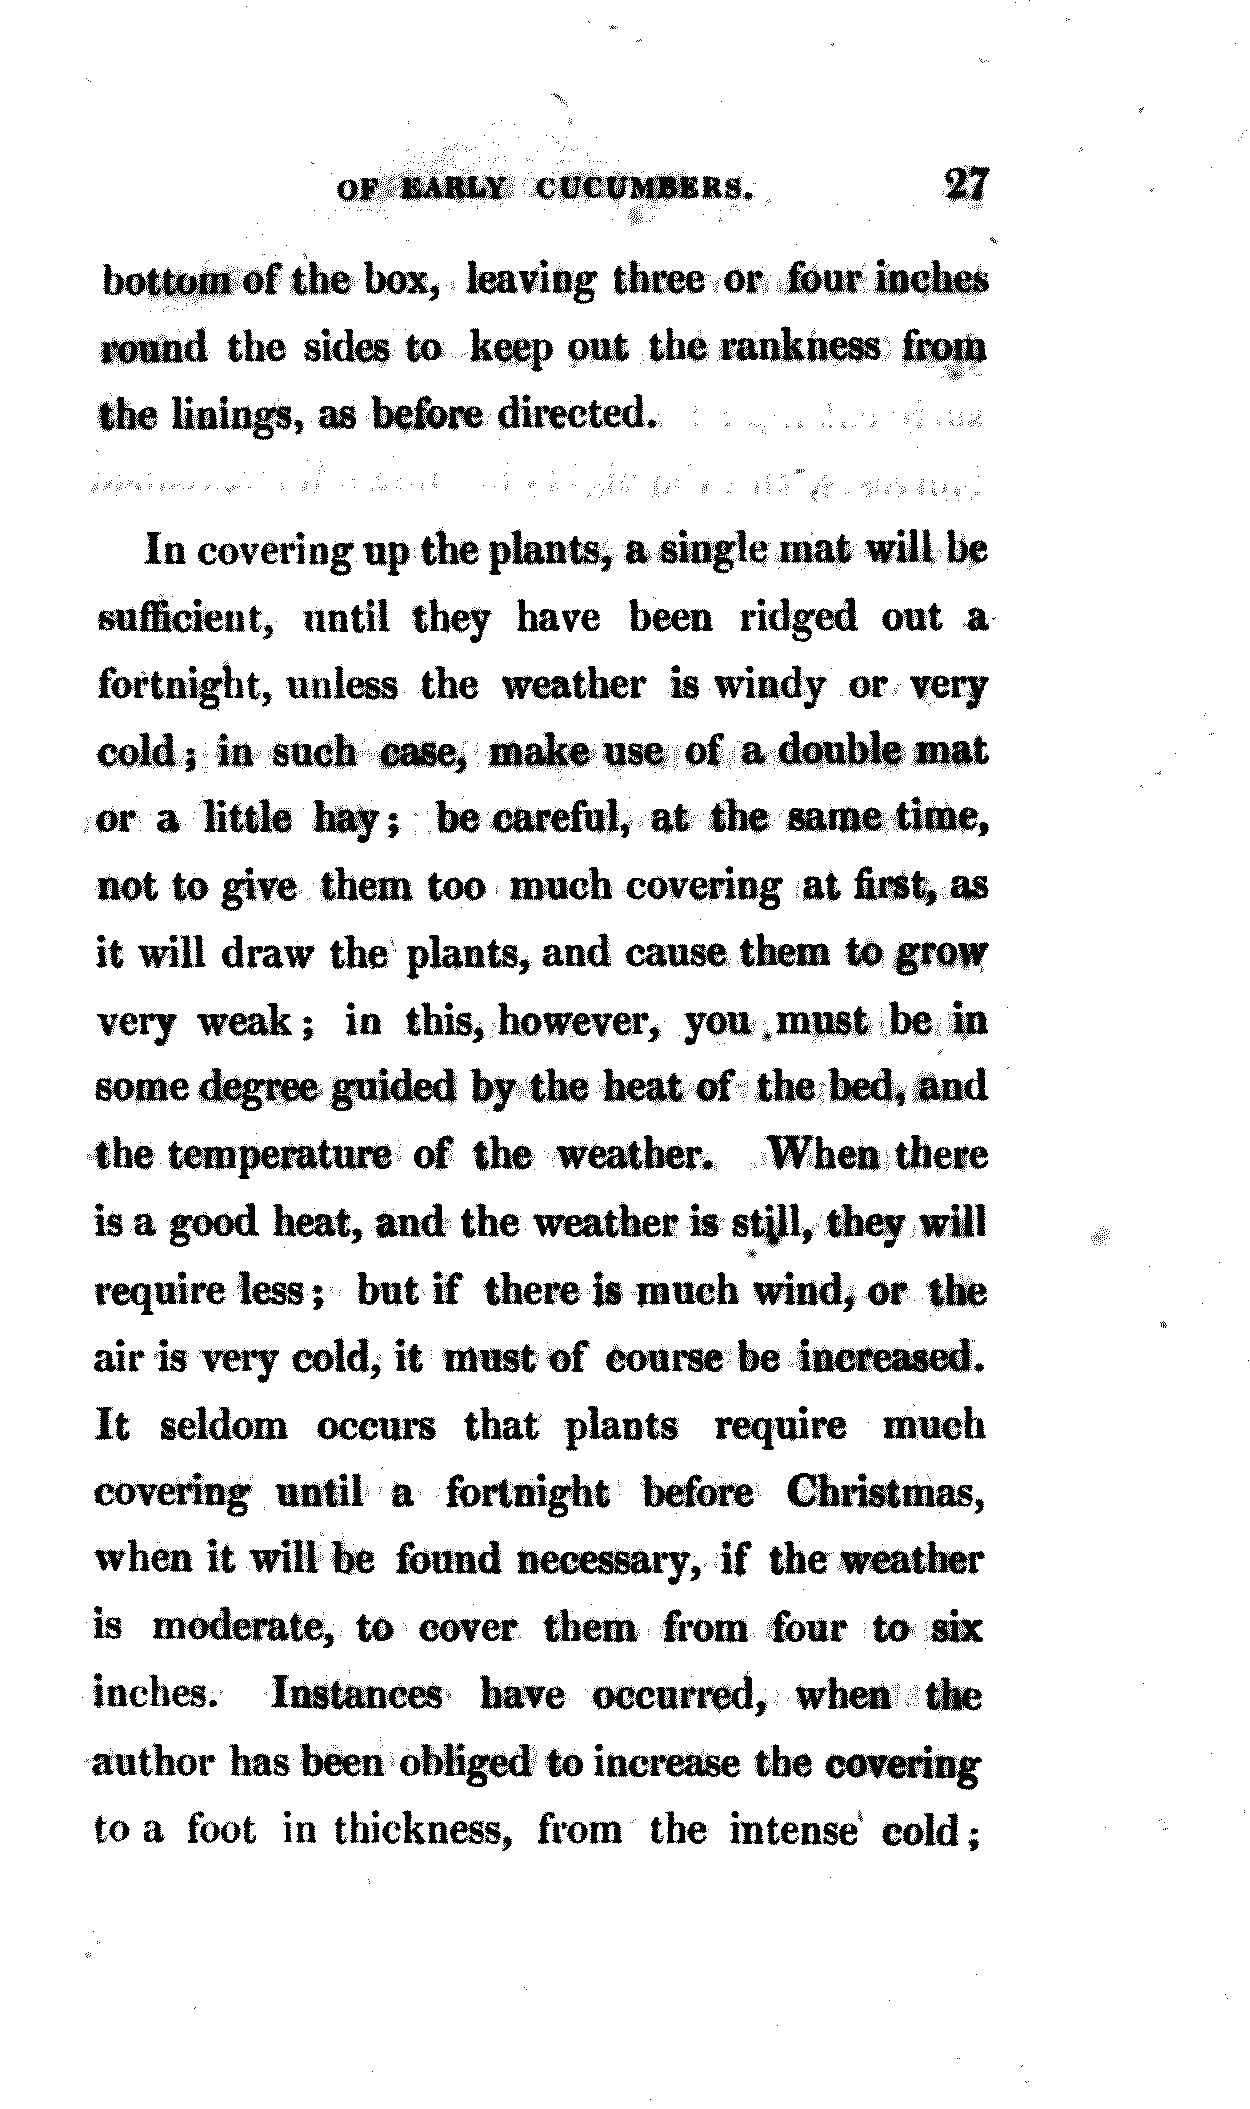 OF EARLY CUCUMBERS. 27
bottom of the box, leaving three or four inches
round the sides to keep out the rankness from
the linings, as before directed.
In covering up the plants, a single mat will be
sufficient, until they have been ridged out a
fortnight, unless the weather is windy or very
cold; in such case, make use of a double mat
or a little hay; be careful, at the same time,
not to give them too much covering at first, as
it will draw the plants, and cause them to grow
very weak; in this, however, you must be in
some degree guided by the heat of the bed, and
the temperature of the weather. When there
is a good heat, and the weather is still, they will
require less; but if there is much wind, or the
air is very cold, it must of course be increased.
It seldom occurs that plants require much
covering until a fortnight before Christmas,
when it will be found necessary, if the weather
is moderate, to cover them from four to six
inches. Instances have occurred, when the
author has been obliged to increase the covering
to a foot in thickness, from the intense cold;